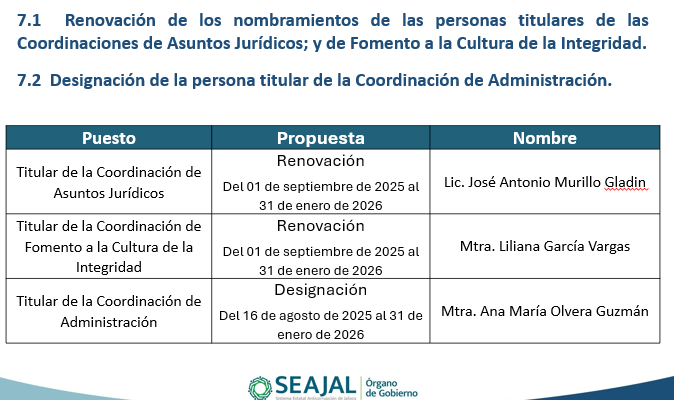 7.1 Renovación de los nombramientos de las personas titulares de las
Coordinaciones de Asuntos Jurídicos; y de Fomento a la Cultura de la Integridad.
7.2 Designación de la persona titular de la Coordinación de Administración.
Puesto
Propuesta
Nombre
Titular de la Coordinación de
Asuntos Jurídicos
Renovación
Del 01 de septiembre de 2025 al
31 de enero de 2026
Lic. José Antonio Murillo Gladin
Titular de la Coordinación de
Fomento a la Cultura de la
Integridad
Renovación
Del 01 de septiembre de 2025 al
31 de enero de 2026
Mtra. Liliana García Vargas
Titular de la Coordinación de
Administración
Designación
Del 16 de agosto de 2025 al 31 de
enero de 2026
Mtra. Ana María Olvera Guzmán
SEAJAL
Sistema Estatal Anticorrupción de Jalisco
Órgano
de Gobierno